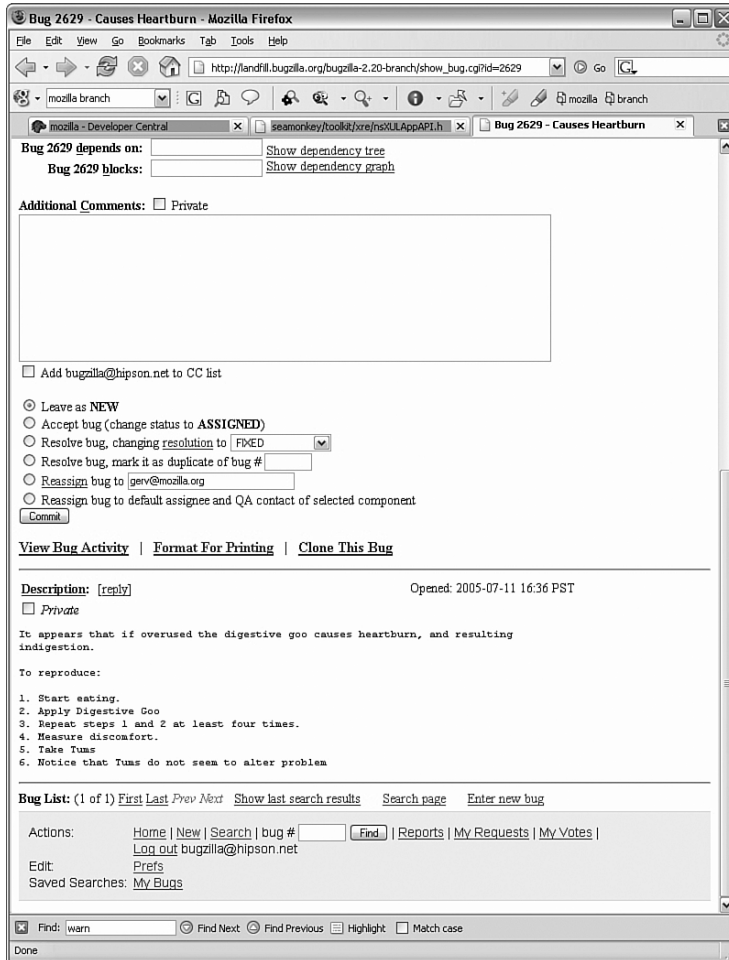 Bug 2629 - Causes Heartburn - Mozilla Firefox
File Edit View Go Bookmarks Tab Tools Help
http://landfill.bugzilla.org/bugzilla-2.20-branch/show_bug.cgi?id=2629 Go G
mozilla branch mozilla branch
mozilla - Developer Central seamonkey/toolkit/xre/nsXULAppAPI.h Bug 2629 - Causes Heartburn
Bug 2629 depends on: Show dependency tree
Bug 2629 blocks: Show dependency graph
Additional Comments: Private
Add bugzilla@hipson.net to CC list
Leave as NEW
Accept bug (change status to ASSIGNED)
Resolve bug, changing resolution to FIXED
Resolve bug, mark it as duplicate of bug #
Reassign bug to gerv@mozilla.org
Reassign bug to default assignee and QA contact of selected component
Commit
View Bug Activity | Format For Printing | Clone This Bug
Description: [reply] Opened: 2005-07-11 16:36 PST
Private
It appears that if overused the digestive goo causes heartburn, and resulting
indigestion.
To reproduce:
1. Start eating.
2. Apply Digestive Goo
3. Repeat steps 1 and 2 at least four times.
4. Measure discomfort.
5. Take Tums
6. Notice that Tums do not seem to alter problem
Bug List: (1 of 1) First Last Prev Next Show last search results Search page Enter new bug
Actions: Home | New | Search | bug # Find | Reports | My Requests | My Votes |
Log out bugzilla@hipson.net
Edit: Prefs
Saved Searches: My Bugs
Find: warn Find Next Find Previous Highlight Match case
Done